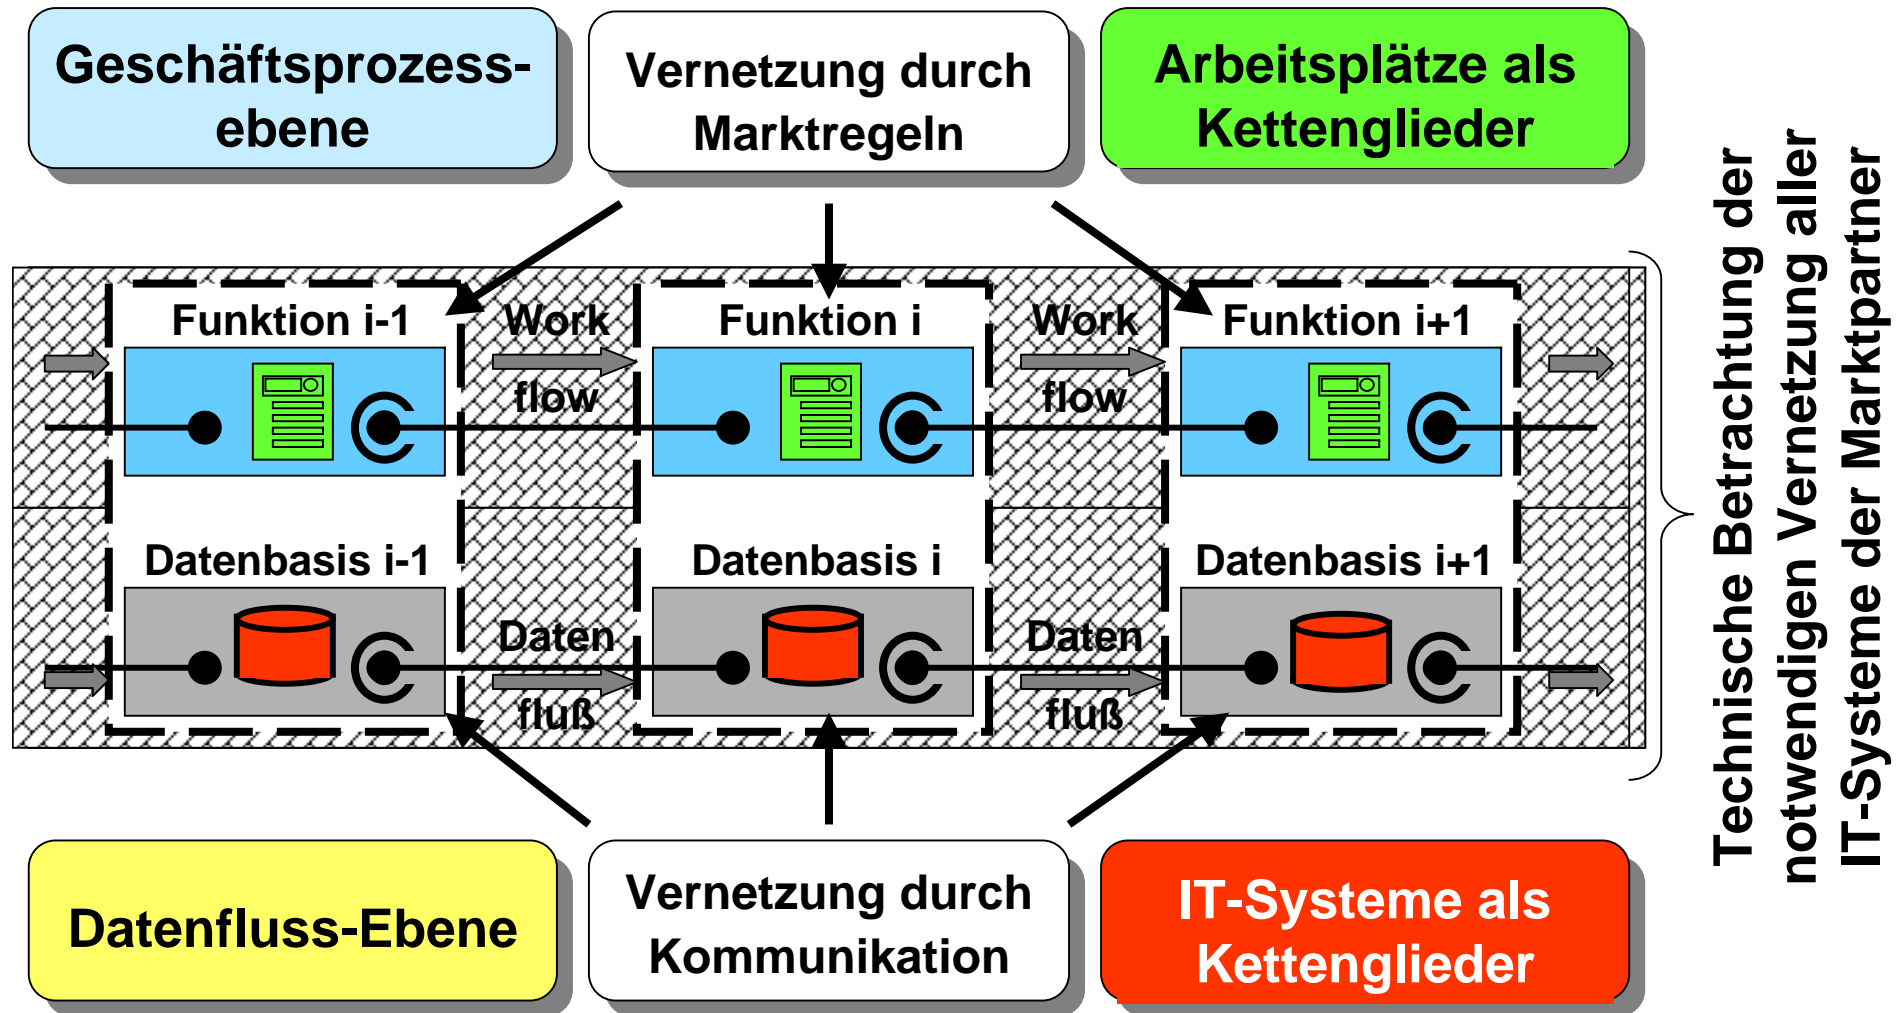 Geschäftsprozess-
ebene
Vernetzung durch
Marktregeln
Arbeitsplätze als
Kettenglieder
Funktion i-1
Work
flow
Funktion i
Work
flow
Funktion i+1
Datenbasis i-1
Daten
fluß
Datenbasis i
Daten
fluß
Datenbasis i+1
Datenfluss-Ebene
Vernetzung durch
Kommunikation
IT-Systeme als
Kettenglieder
Technische Betrachtung der
notwendigen Vernetzung aller
IT-Systeme der Marktpartner